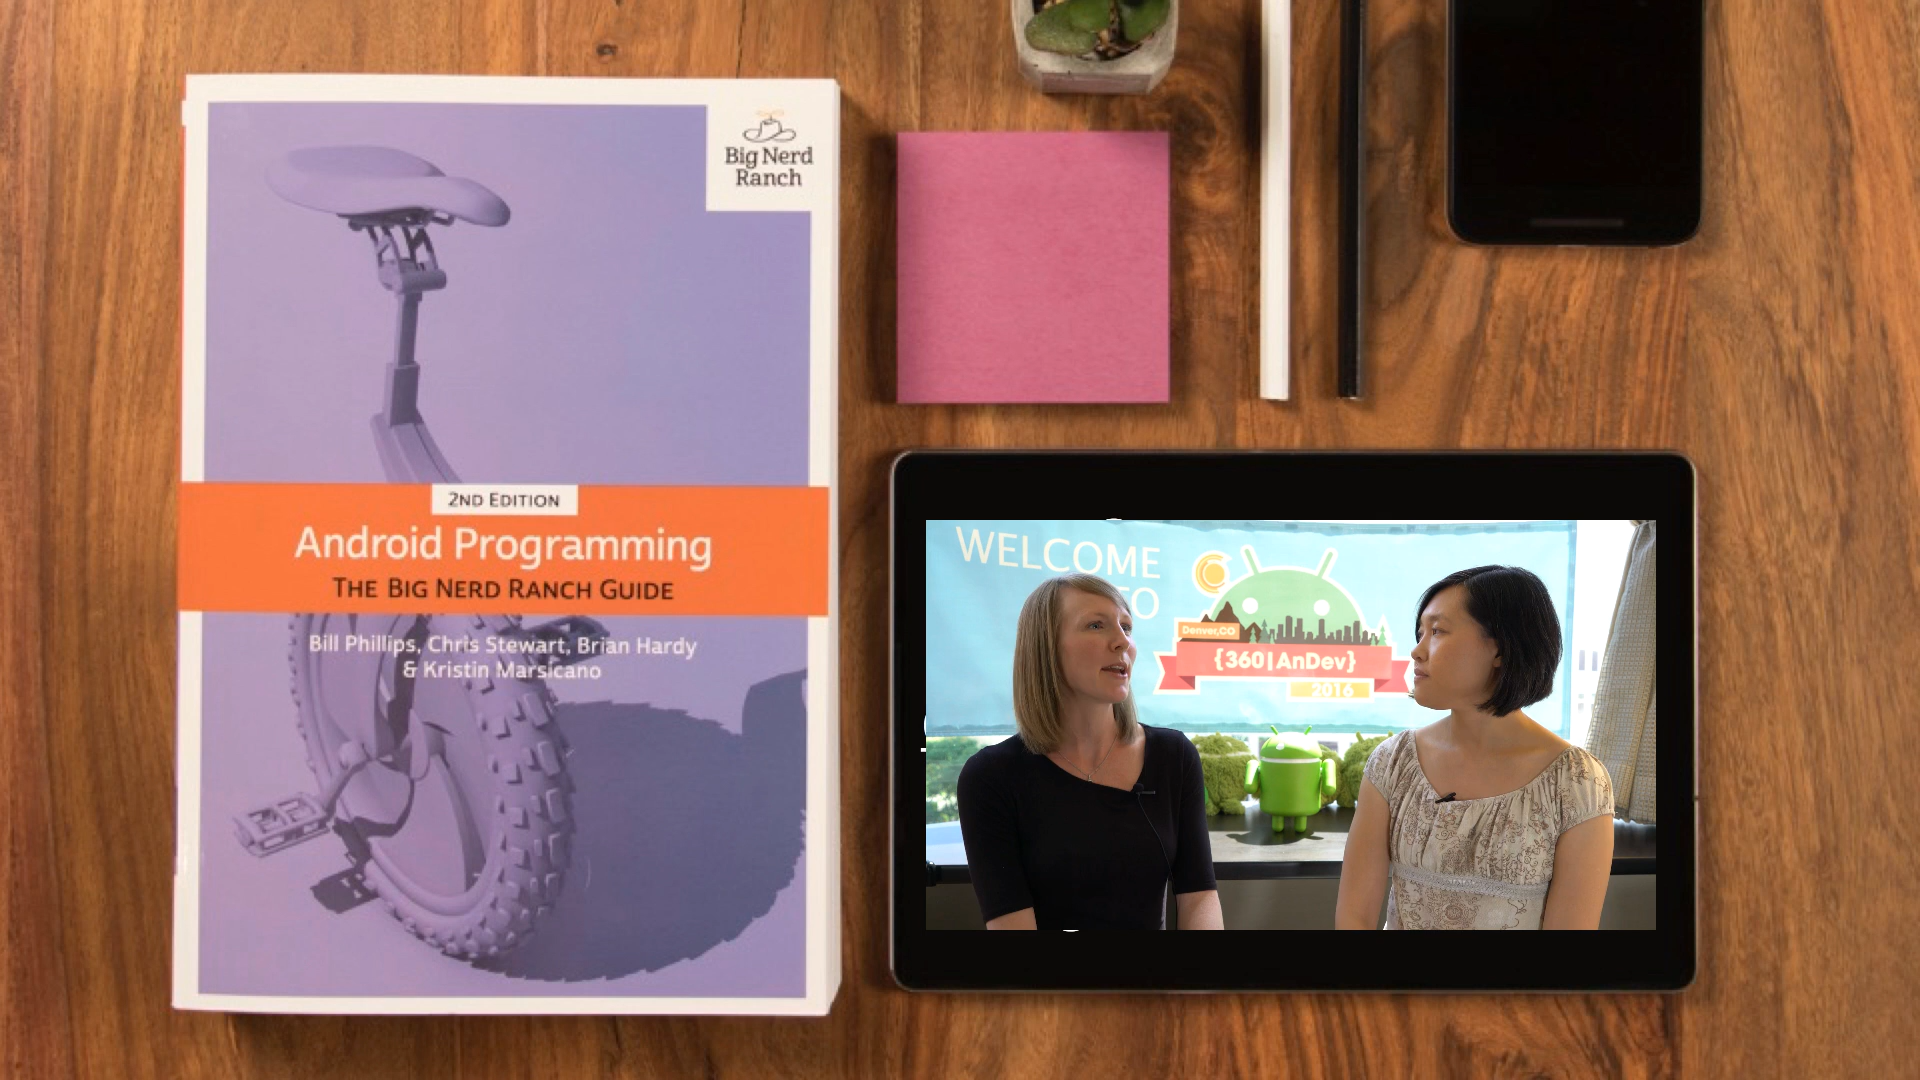 Big Nerd
Ranch
2ND EDITION
Android Programming
THE BIG NERD RANCH GUIDE
Bill Phillips, Chris Stewart, Brian Hardy
& Kristin Marsicano
WELCOME
TO
Denver,CO
{360|AnDev}
2016